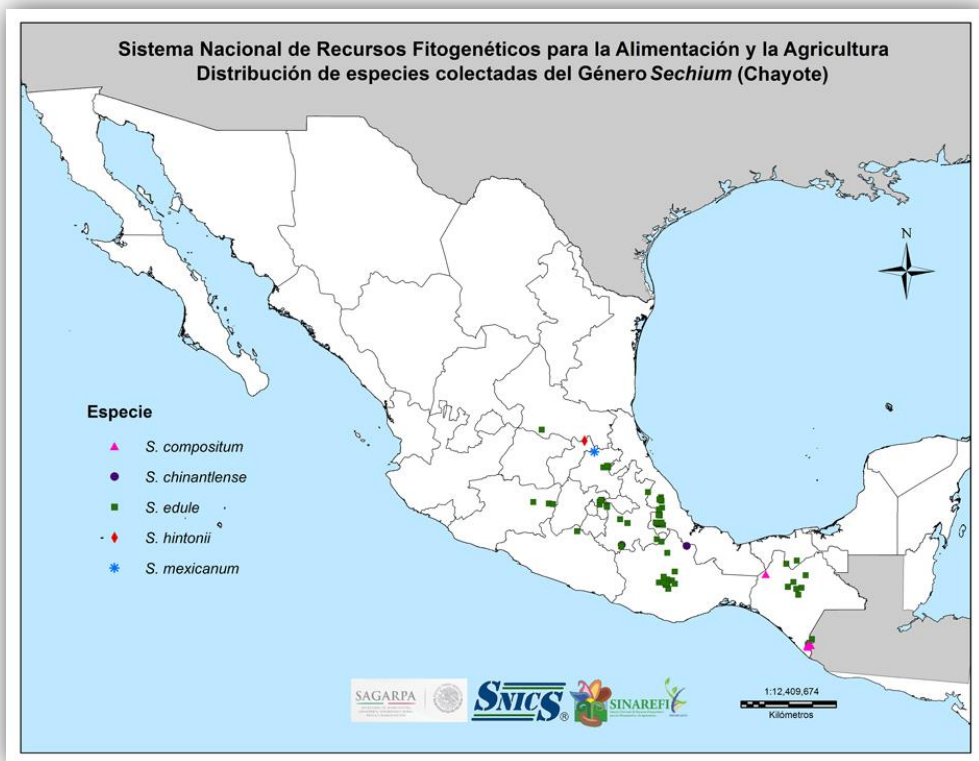 Sistema Nacional de Recursos Fitogenéticos para la Alimentación y la Agricultura
Distribución de especies colectadas del Género Sechium (Chayote)
N
Especie
S. compositum
S. chinantlense
S. edule
S. hintonii
S. mexicanum
SAGARPA
SNICS®
SINAREFI
1:12,409,674
Kilómetros